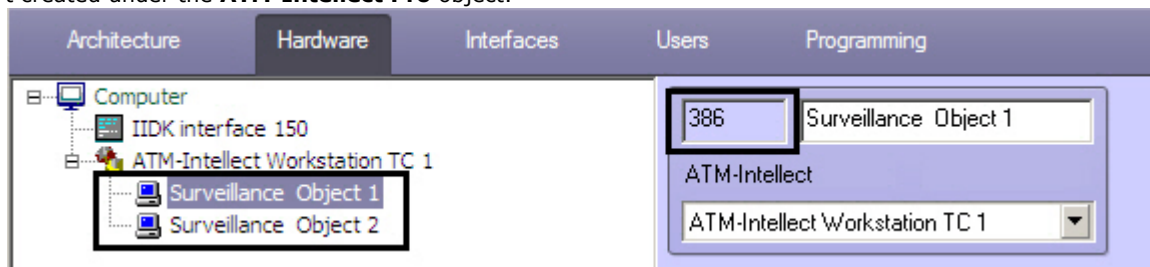 t created under the ATM-Intellect Pro object.
Architecture Hardware Interfaces Users Programming
Computer
IIDK interface 150
ATM-Intellect Workstation TC 1
Surveillance Object 1
Surveillance Object 2
386 Surveillance Object 1
ATM-Intellect
ATM-Intellect Workstation TC 1